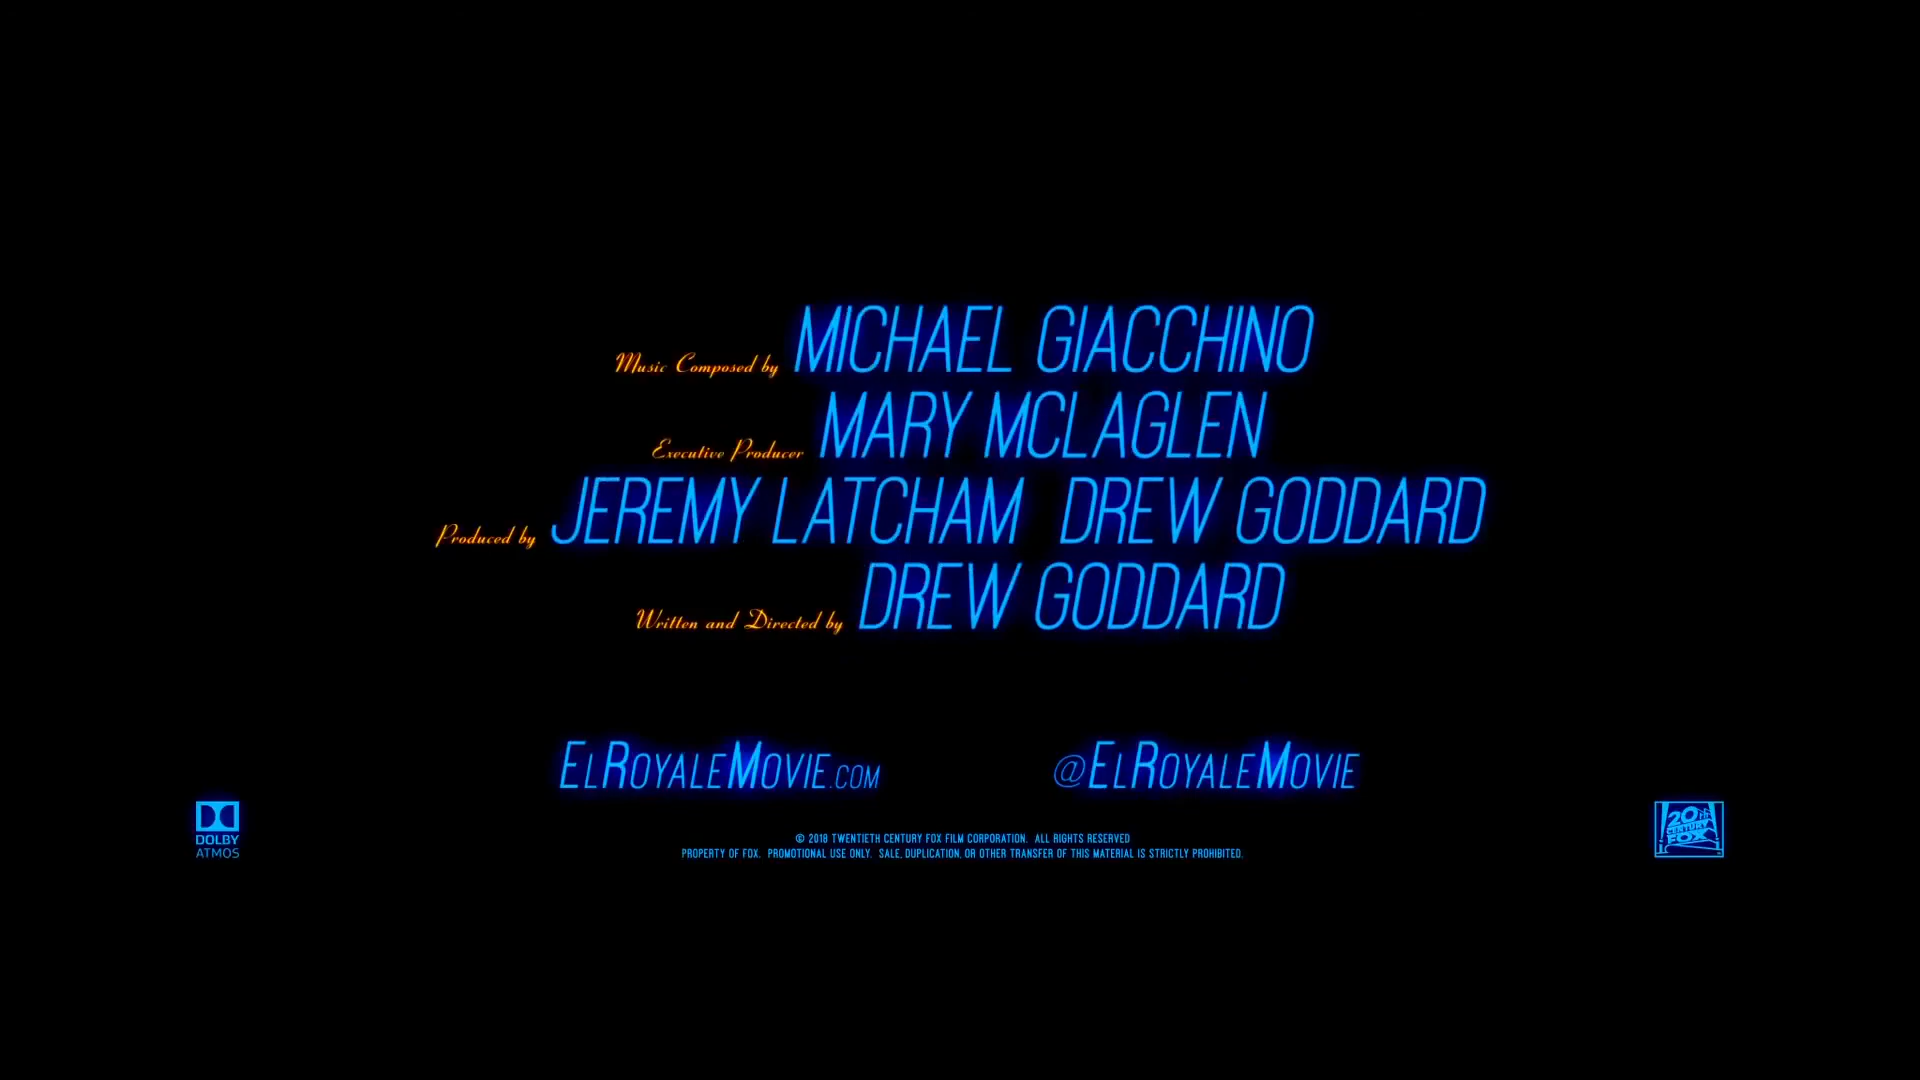 Music Composed by MICHAEL GIACCHINO
Executive Producer MARY MCLAGLEN
Produced by JEREMY LATCHAM DREW GODDARD
Written and Directed by DREW GODDARD
ELROYALEMOVIE.COM @ELROYALEMOVIE
DOLBY
ATMOS
© 2018 TWENTIETH CENTURY FOX FILM CORPORATION. ALL RIGHTS RESERVED
PROPERTY OF FOX. PROMOTIONAL USE ONLY. SALE, DUPLICATION, OR OTHER TRANSFER OF THIS MATERIAL IS STRICTLY PROHIBITED.
20th
CENTURY
FOX